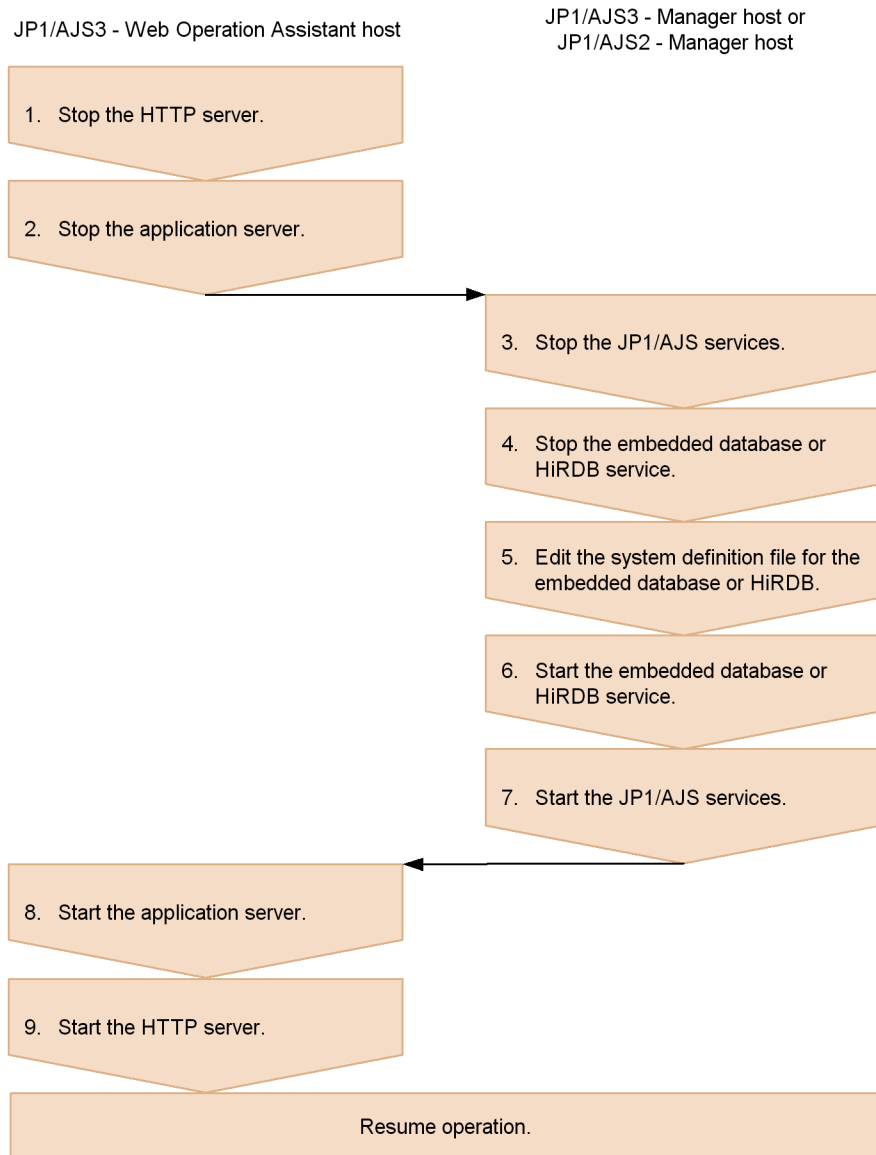 JP1/AJS3 - Web Operation Assistant host
JP1/AJS3 - Manager host or
JP1/AJS2 - Manager host
1. Stop the HTTP server.
2. Stop the application server.
3. Stop the JP1/AJS services.
4. Stop the embedded database or
HiRDB service.
5. Edit the system definition file for the
embedded database or HiRDB.
6. Start the embedded database or
HiRDB service.
7. Start the JP1/AJS services.
8. Start the application server.
9. Start the HTTP server.
Resume operation.